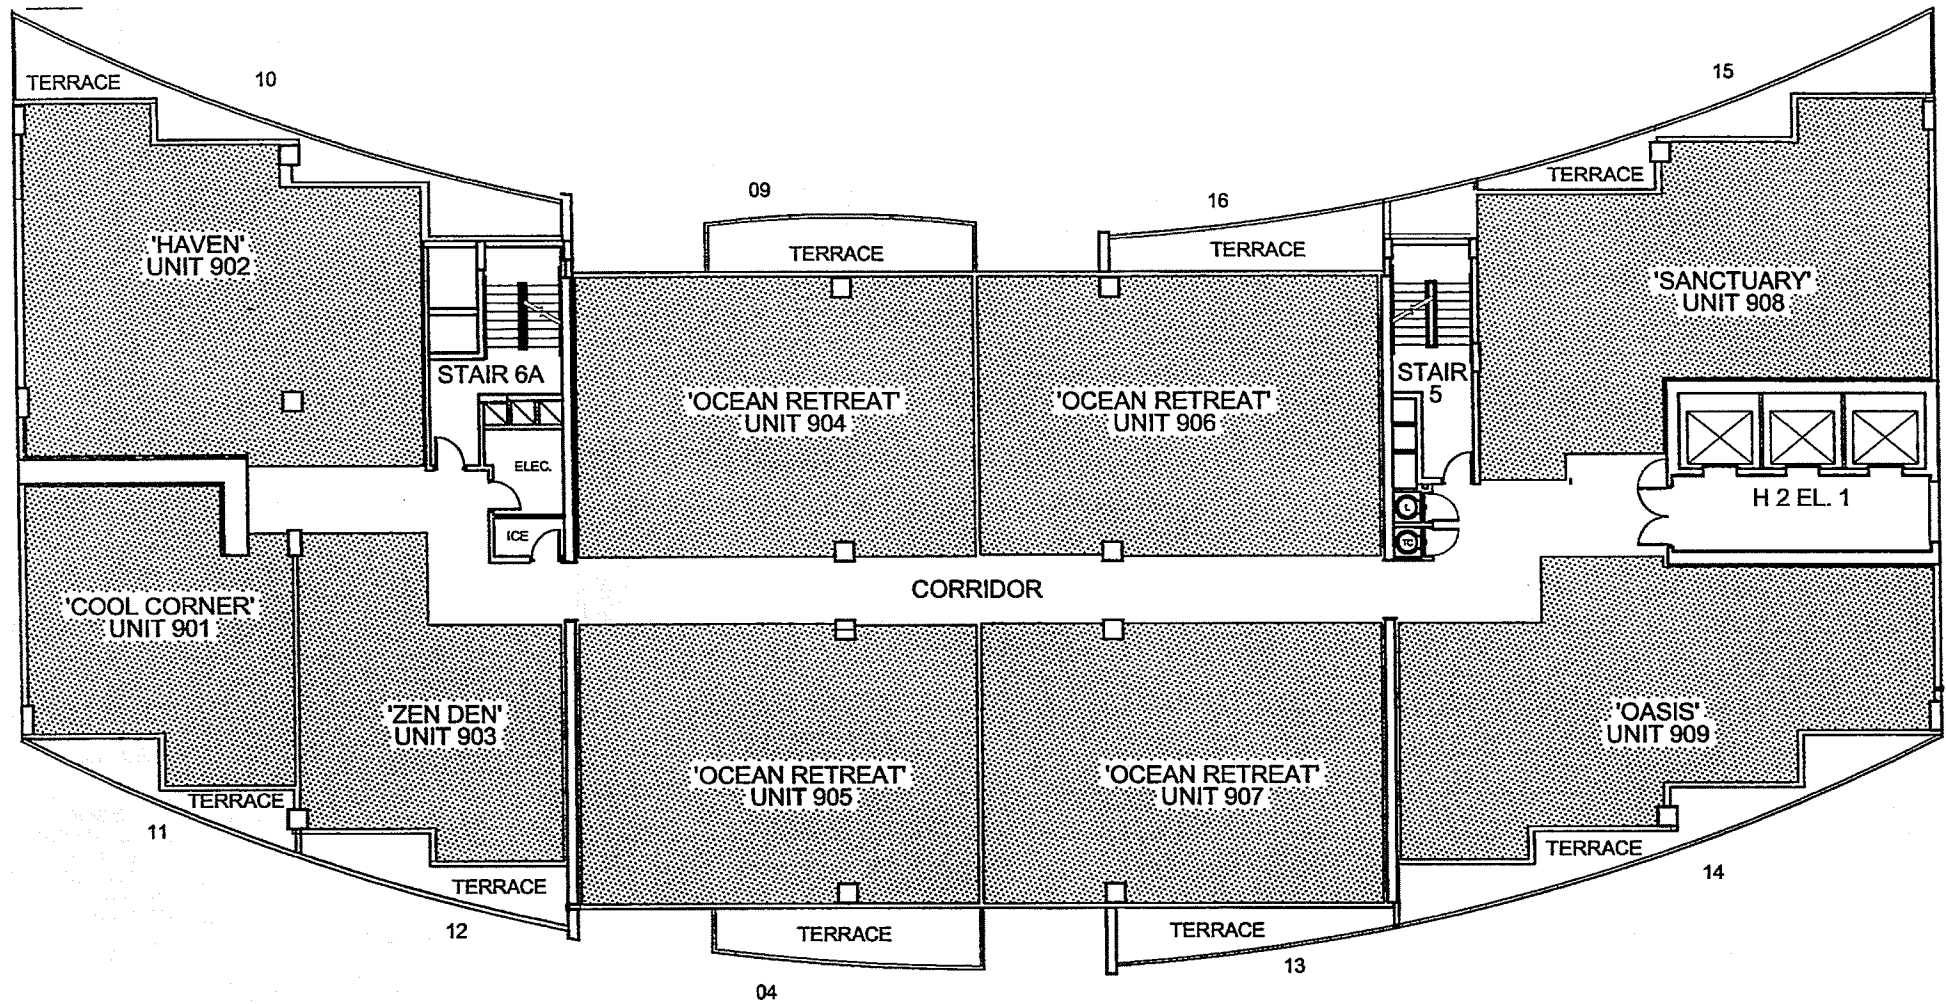 10
15
TERRACE
09
16
TERRACE
'HAVEN'
UNIT 902
TERRACE
TERRACE
'SANCTUARY'
UNIT 908
STAIR 6A
STAIR
5
'OCEAN RETREAT'
UNIT 904
'OCEAN RETREAT'
UNIT 906
ELEC.
H 2 EL. 1
L
ICE
TC
CORRIDOR
'COOL CORNER'
UNIT 901
'ZEN DEN'
UNIT 903
'OASIS'
UNIT 909
'OCEAN RETREAT'
UNIT 905
'OCEAN RETREAT'
UNIT 907
TERRACE
11
TERRACE
14
TERRACE
12
TERRACE
TERRACE
13
04